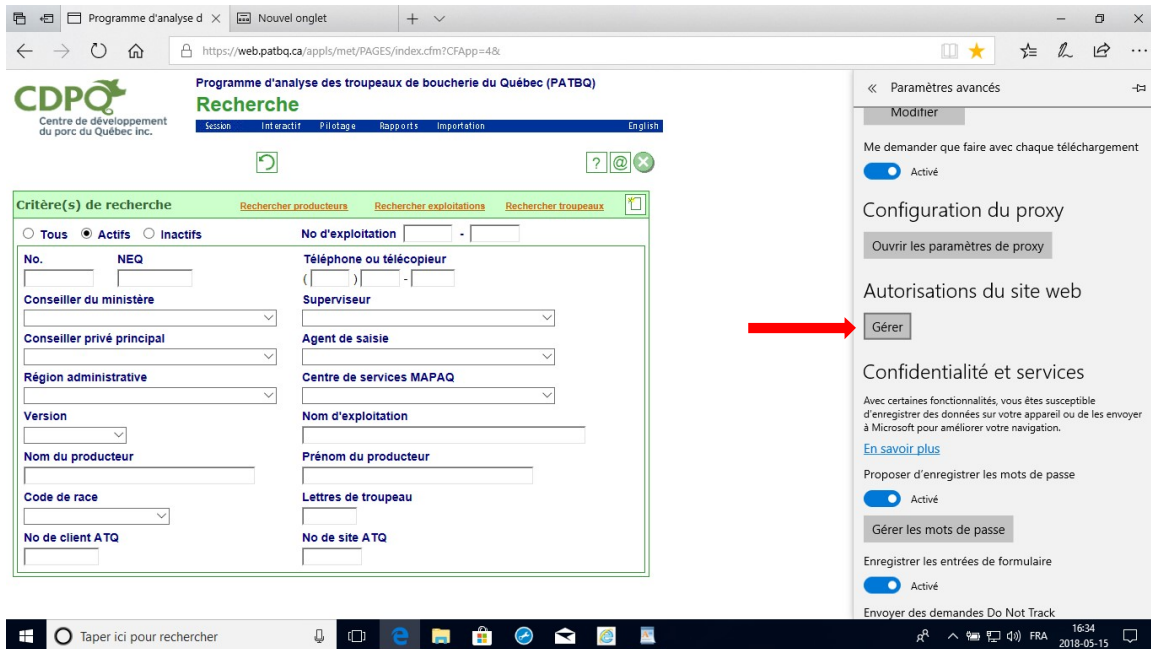 Programme d'analyse d
Nouvel onglet
https://web.patbq.ca/appls/met/PAGES/index.cfm?CFApp=4&
CDPQ
Centre de développement
du porc du Québec inc.
Programme d'analyse des troupeaux de boucherie du Québec (PATBQ)
Recherche
Session Interactif Pilotage Rapports Importation English
? @
Critère(s) de recherche Rechercher producteurs Rechercher exploitations Rechercher troupeaux
Tous Actifs Inactifs No d'exploitation -
No. NEQ Téléphone ou télécopieur
( ) -
Conseiller du ministère Superviseur
Conseiller privé principal Agent de saisie
Région administrative Centre de services MAPAQ
Version Nom d'exploitation
Nom du producteur Prénom du producteur
Code de race Lettres de troupeau
No de client ATQ No de site ATQ
« Paramètres avancés
Modifier
Me demander que faire avec chaque téléchargement
Activé
Configuration du proxy
Ouvrir les paramètres de proxy
Autorisations du site web
Gérer
Confidentialité et services
Avec certaines fonctionnalités, vous êtes susceptible
d'enregistrer des données sur votre appareil ou de les envoyer
à Microsoft pour améliorer votre navigation.
En savoir plus
Proposer d'enregistrer les mots de passe
Activé
Gérer les mots de passe
Enregistrer les entrées de formulaire
Activé
Envoyer des demandes Do Not Track
Taper ici pour rechercher
FRA
16:34
2018-05-15